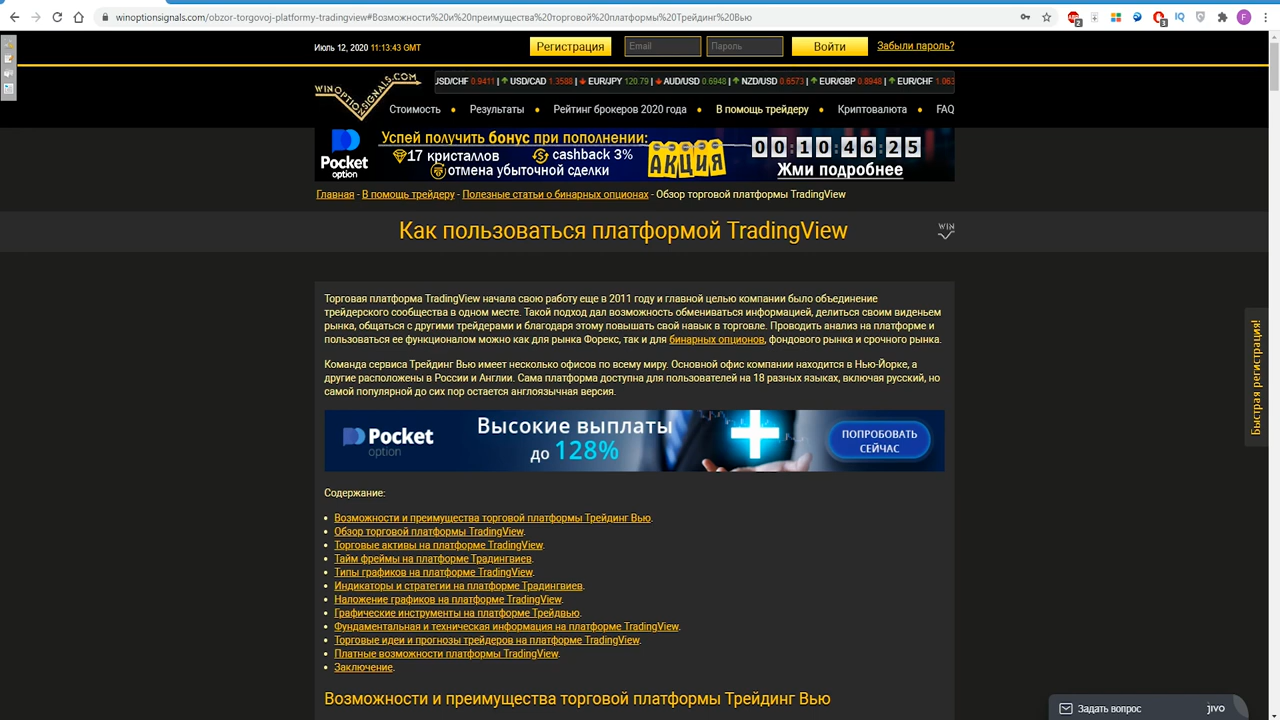 winoptionsignals.com/obzor-torgovoj-platformy-tradingview#Возможности%20и%20преимущества%20торговой%20платформы%20Трейдинг%20Вью
Июль 12, 2020 11:13:43 GMT
Регистрация
Email
Пароль
Войти
Забыли пароль?
WINOPTIONSIGNALS.COM
USD/CHF 0.9411 | USD/CAD 1.3588 | EUR/JPY 120.79 | AUD/USD 0.6948 | NZD/USD 0.6573 | EUR/GBP 0.8948 | EUR/CHF 1.063
Стоимость • Результаты • Рейтинг брокеров 2020 года • В помощь трейдеру • Криптовалюта • FAQ
Pocket option
Успей получить бонус при пополнении:
17 кристаллов cashback 3%
отмена убыточной сделки
АКЦИЯ
00:10:46:25
Жми подробнее
Главная - В помощь трейдеру - Полезные статьи о бинарных опционах - Обзор торговой платформы TradingView
Как пользоваться платформой TradingView
WIN
Торговая платформа TradingView начала свою работу еще в 2011 году и главной целью компании было объединение
трейдерского сообщества в одном месте. Такой подход дал возможность обмениваться информацией, делиться своим виденьем
рынка, общаться с другими трейдерами и благодаря этому повышать свой навык в торговле. Проводить анализ на платформе и
пользоваться ее функционалом можно как для рынка Форекс, так и для бинарных опционов, фондового рынка и срочного рынка.
Команда сервиса Трейдинг Вью имеет несколько офисов по всему миру. Основной офис компании находится в Нью-Йорке, а
другие расположены в России и Англии. Сама платформа доступна для пользователей на 18 разных языках, включая русский, но
самой популярной до сих пор остается англоязычная версия.
Pocket option
Высокие выплаты
до 128%
ПОПРОБОВАТЬ
СЕЙЧАС
Содержание:
• Возможности и преимущества торговой платформы Трейдинг Вью.
• Обзор торговой платформы TradingView.
• Торговые активы на платформе TradingView.
• Тайм фреймы на платформе Традингвиев.
• Типы графиков на платформе TradingView.
• Индикаторы и стратегии на платформе Традингвиев.
• Наложение графиков на платформе TradingView.
• Графические инструменты на платформе Трейдвью.
• Фундаментальная и техническая информация на платформе TradingView.
• Торговые идеи и прогнозы трейдеров на платформе TradingView.
• Платные возможности платформы TradingView.
• Заключение.
Возможности и преимущества торговой платформы Трейдинг Вью
Быстрая регистрация!
Задать вопрос
jivo